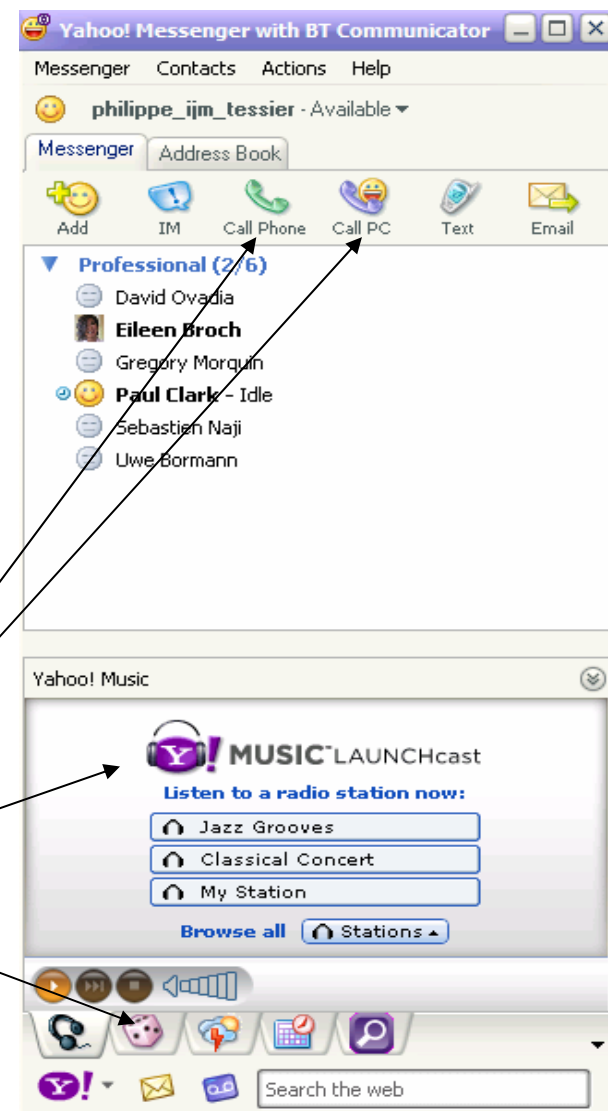 Yahoo! Messenger with BT Communicator
Messenger Contacts Actions Help
philippe_ijm_tessier - Available
Messenger Address Book
Add IM Call Phone Call PC Text Email
Professional (2/6)
David Ovadia
Eileen Broch
Gregory Morquin
Paul Clark - Idle
Sebastien Naji
Uwe Bormann
Yahoo! Music
Y! MUSIC LAUNCHcast
Listen to a radio station now:
Jazz Grooves
Classical Concert
My Station
Browse all Stations
Y! Search the web